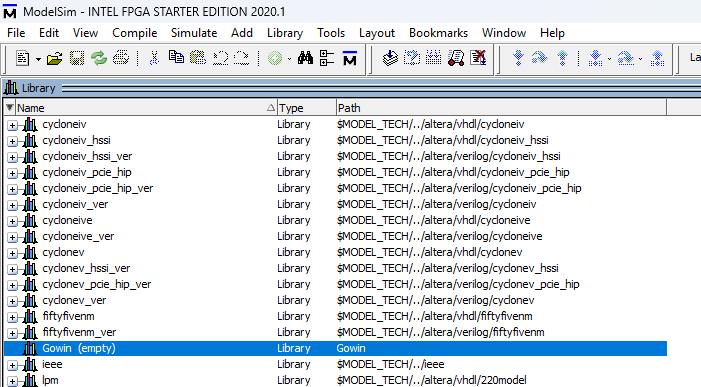 ModelSim - INTEL FPGA STARTER EDITION 2020.1
File Edit View Compile Simulate Add Library Tools Layout Bookmarks Window Help
La
Library
Name Type Path
cycloneiv Library $MODEL_TECH/../altera/vhdl/cycloneiv
cycloneiv_hssi Library $MODEL_TECH/../altera/vhdl/cycloneiv_hssi
cycloneiv_hssi_ver Library $MODEL_TECH/../altera/verilog/cycloneiv_hssi
cycloneiv_pcie_hip Library $MODEL_TECH/../altera/vhdl/cycloneiv_pcie_hip
cycloneiv_pcie_hip_ver Library $MODEL_TECH/../altera/verilog/cycloneiv_pcie_hip
cycloneiv_ver Library $MODEL_TECH/../altera/verilog/cycloneiv
cycloneive Library $MODEL_TECH/../altera/vhdl/cycloneive
cycloneive_ver Library $MODEL_TECH/../altera/verilog/cycloneive
cyclonev Library $MODEL_TECH/../altera/vhdl/cyclonev
cyclonev_hssi_ver Library $MODEL_TECH/../altera/verilog/cyclonev_hssi
cyclonev_pcie_hip_ver Library $MODEL_TECH/../altera/verilog/cyclonev_pcie_hip
cyclonev_ver Library $MODEL_TECH/../altera/verilog/cyclonev
fiftyfivenm Library $MODEL_TECH/../altera/vhdl/fiftyfivenm
fiftyfivenm_ver Library $MODEL_TECH/../altera/verilog/fiftyfivenm
Gowin (empty) Library Gowin
ieee Library $MODEL_TECH/../ieee
lpm Library $MODEL_TECH/../altera/vhdl/220model